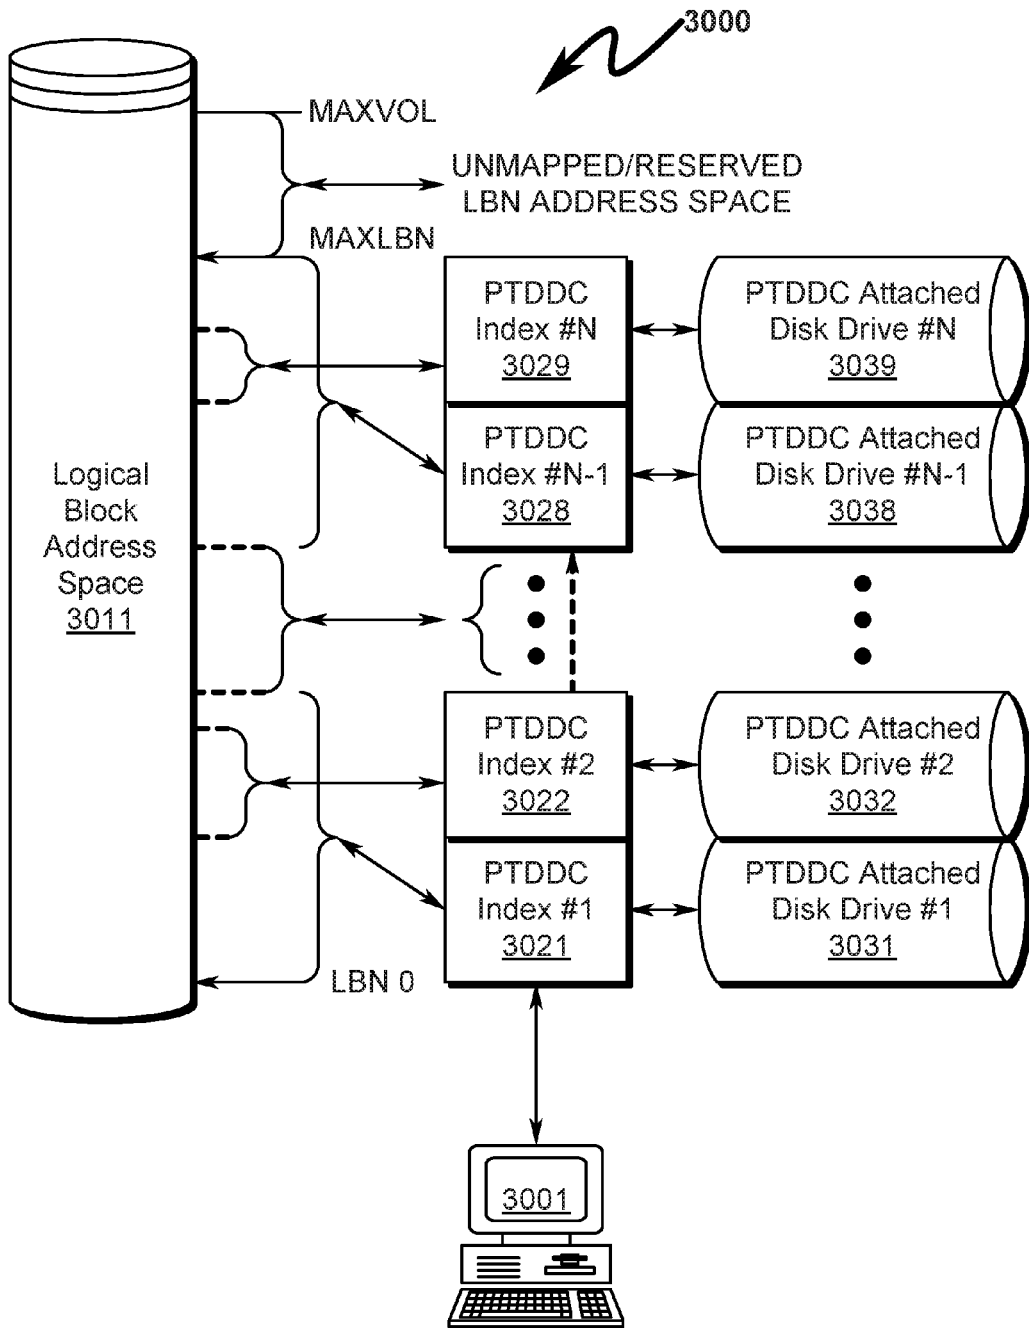 3000
MAXVOL
UNMAPPED/RESERVED
LBN ADDRESS SPACE
MAXLBN
PTDDC
Index #N
3029
PTDDC Attached
Disk Drive #N
3039
PTDDC
Index #N-1
3028
PTDDC Attached
Disk Drive #N-1
3038
Logical
Block
Address
Space
3011
PTDDC
Index #2
3022
PTDDC Attached
Disk Drive #2
3032
PTDDC
Index #1
3021
PTDDC Attached
Disk Drive #1
3031
LBN 0
3001